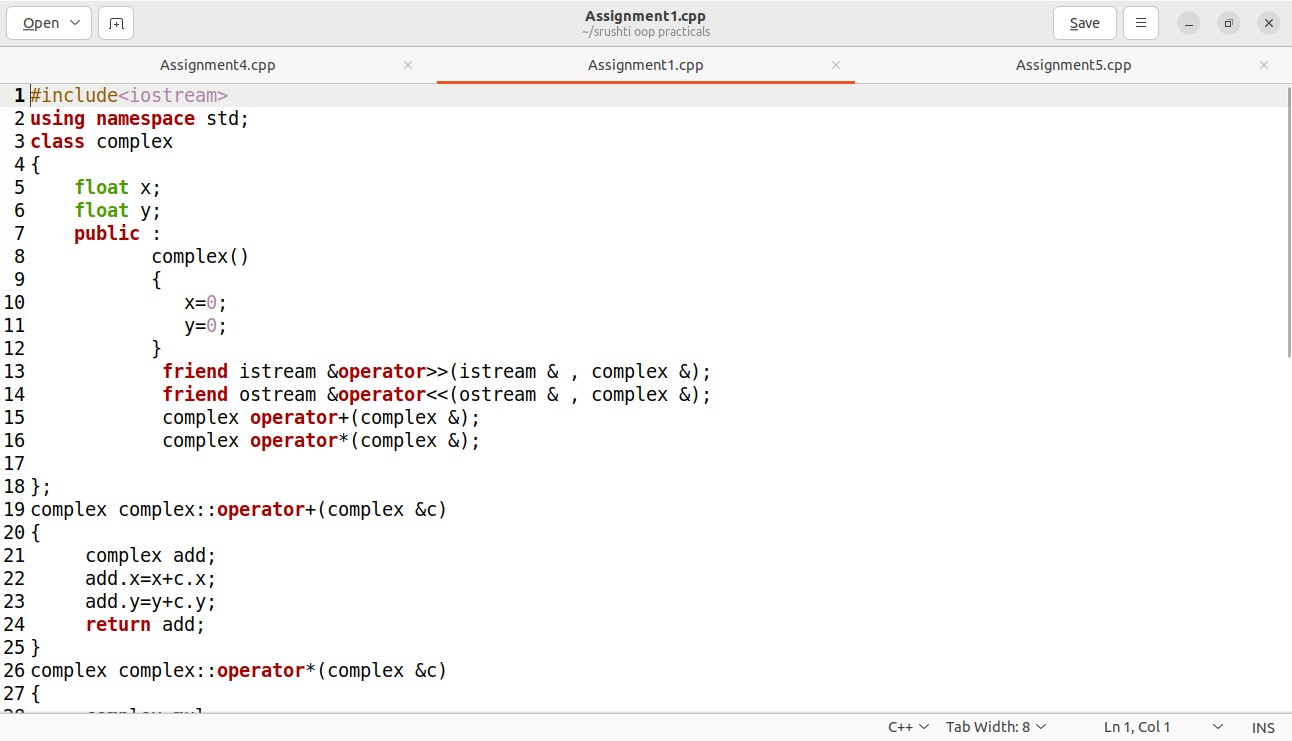 Open
Assignment1.cpp
~/srushti oop practicals
Save
Assignment4.cpp
Assignment1.cpp
Assignment5.cpp
1 #include<iostream>
2 using namespace std;
3 class complex
4 {
5     float x;
6     float y;
7     public :
8            complex()
9            {
10               x=0;
11               y=0;
12           }
13            friend istream &operator>>(istream & , complex &);
14            friend ostream &operator<<(ostream & , complex &);
15            complex operator+(complex &);
16            complex operator*(complex &);
17
18 };
19 complex complex::operator+(complex &c)
20 {
21      complex add;
22      add.x=x+c.x;
23      add.y=y+c.y;
24      return add;
25 }
26 complex complex::operator*(complex &c)
27 {
C++ Tab Width: 8 Ln 1, Col 1 INS